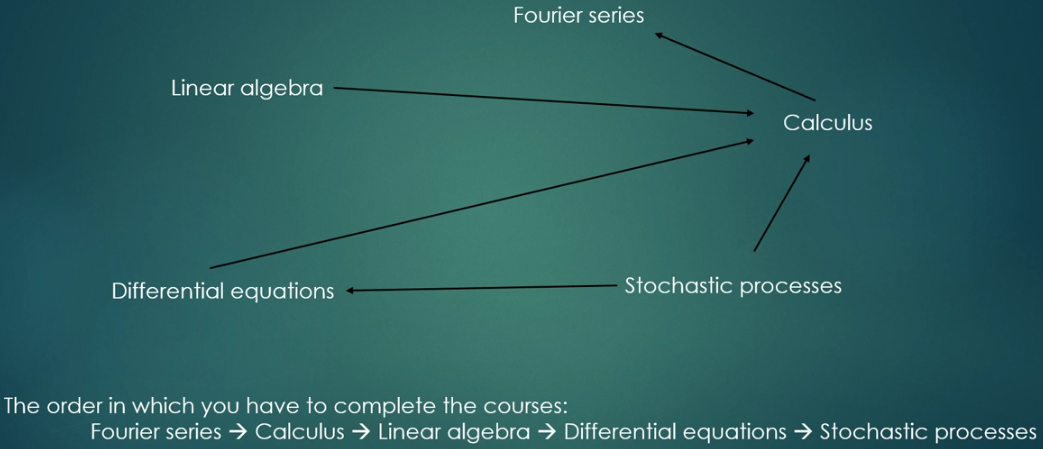 Fourier series
Linear algebra
Calculus
Differential equations
Stochastic processes
The order in which you have to complete the courses:
Fourier series → Calculus → Linear algebra → Differential equations → Stochastic processes